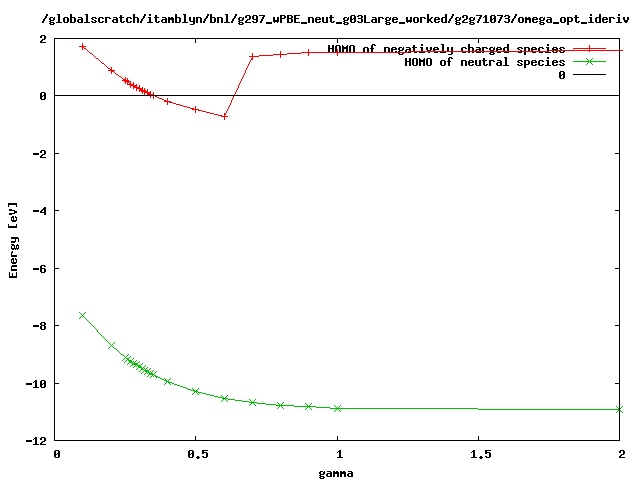 /globalscratch/itamblyn/bnl/g297_wPBE_neut_g03Large_worked/g2g71073/omega_opt_ideriv
HOMO of negatively charged species
HOMO of neutral species
0
2
0
-2
-4
-6
-8
-10
-12
Energy [eV]
0
0.5
1
1.5
2
gamma